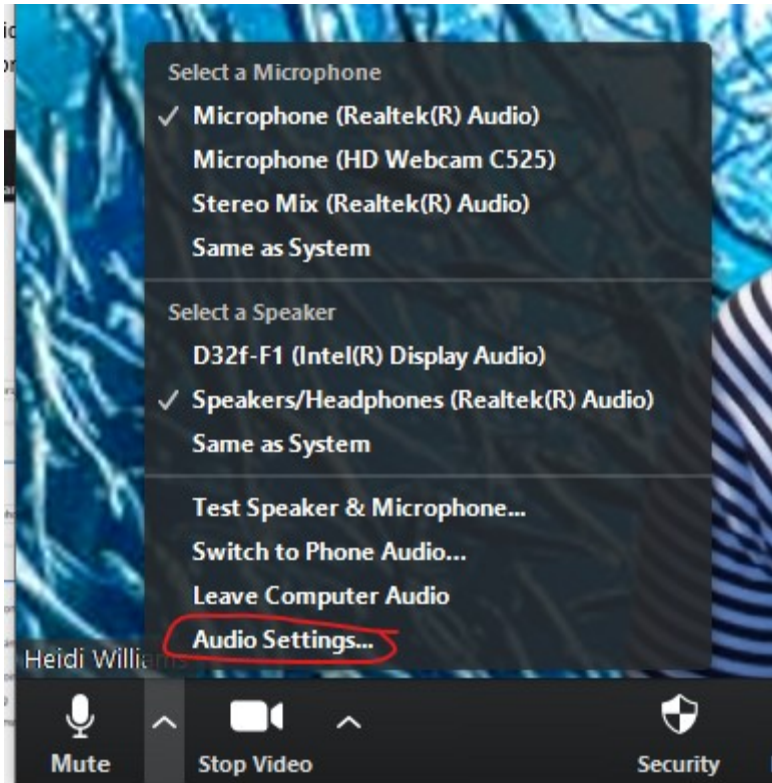 Select a Microphone
Microphone (Realtek(R) Audio)
Microphone (HD Webcam C525)
Stereo Mix (Realtek(R) Audio)
Same as System
Select a Speaker
D32f-F1 (Intel(R) Display Audio)
Speakers/Headphones (Realtek(R) Audio)
Same as System
Test Speaker & Microphone...
Switch to Phone Audio...
Leave Computer Audio
Audio Settings...
Heidi Williams
Mute
Stop Video
Security